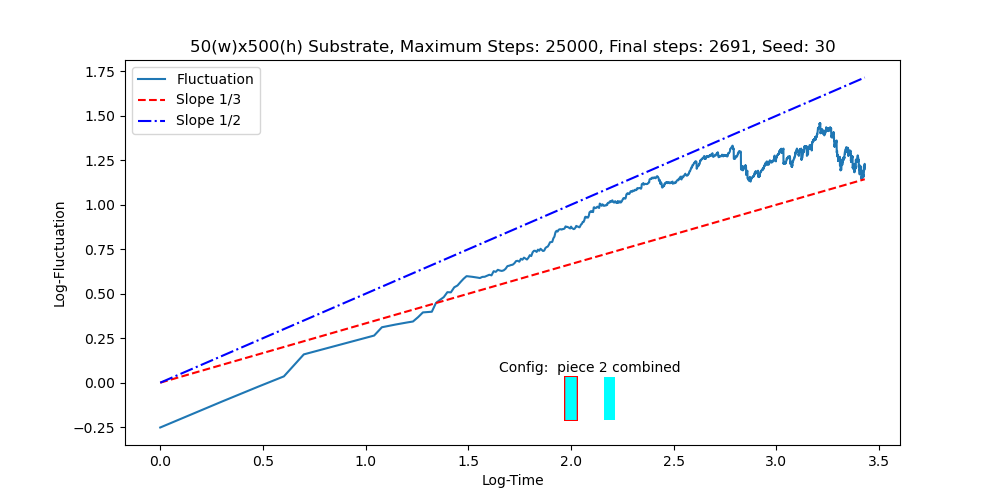 50(w)x500(h) Substrate, Maximum Steps: 25000, Final steps: 2691, Seed: 30
1.75
1.50
1.25
1.00
0.75
0.50
0.25
0.00
−0.25
Log-Fluctuation
Fluctuation
Slope 1/3
Slope 1/2
Config:  piece 2 combined
0.0 0.5 1.0 1.5 2.0 2.5 3.0 3.5
Log-Time